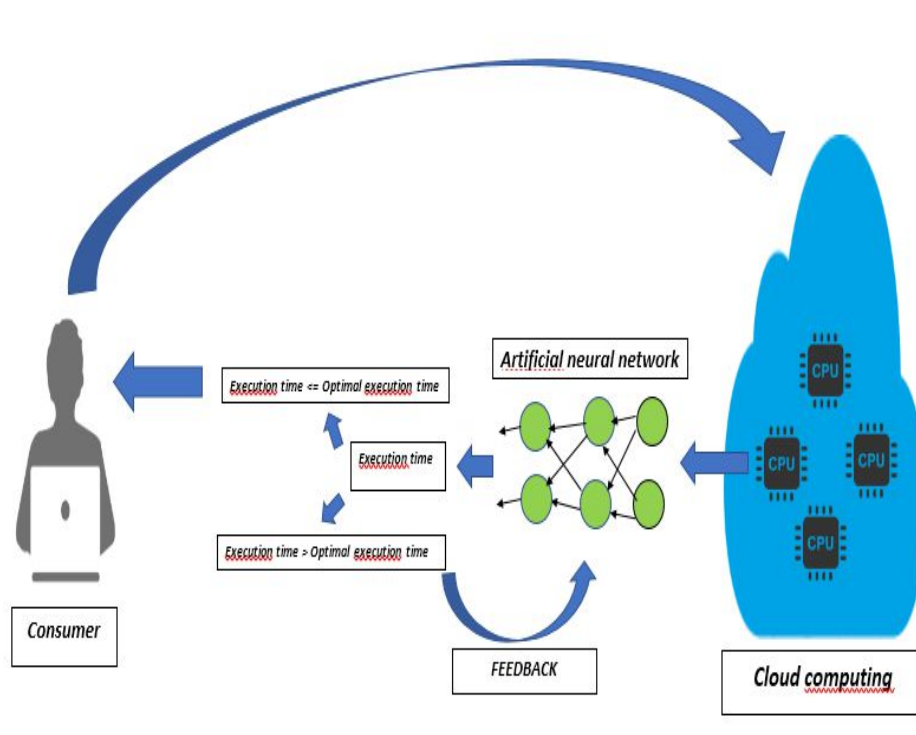 Artificial neural network
Execution time <= Optimal execution time
Execution time
Execution time > Optimal execution time
CPU
CPU
CPU
CPU
Consumer
FEEDBACK
Cloud computing